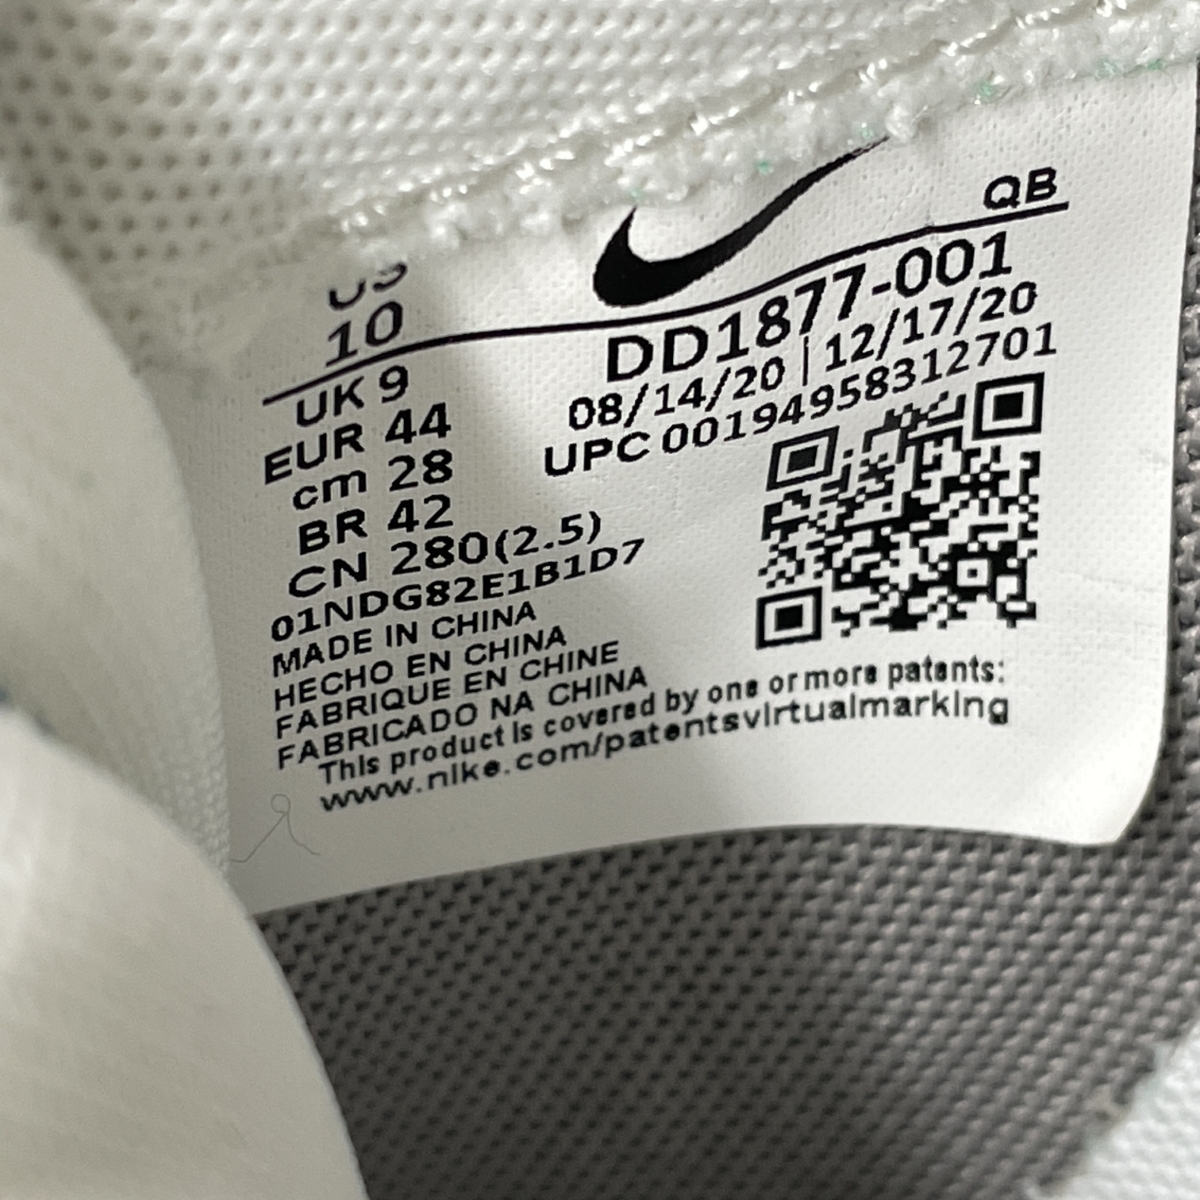 QB
US
10
DD1877-001
08/14/20 | 12/17/20
UPC 00194958312701
UK 9
EUR 44
cm 28
BR 42
CN 280(2.5)
01NDG82E1B1D7
MADE IN CHINA
HECHO EN CHINA
FABRIQUE EN CHINE
FABRICADO NA CHINA
This product is covered by one or more patents:
www.nike.com/patentsvirtualmarking